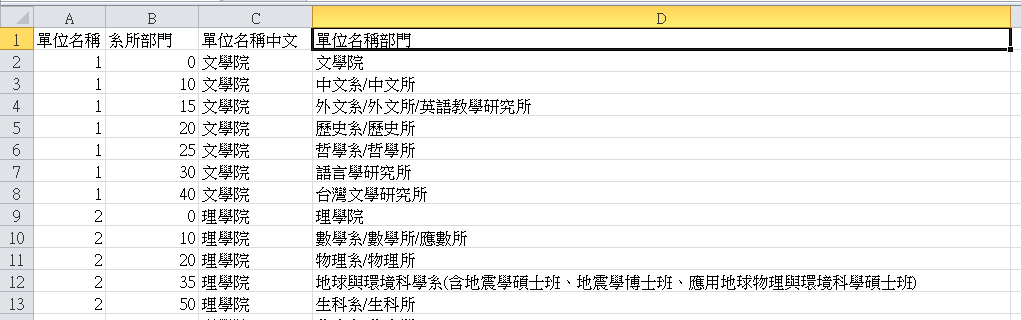 A B C D
1 單位名稱 系所部門 單位名稱中文 單位名稱部門
2 1 0 文學院 文學院
3 1 10 文學院 中文系/中文所
4 1 15 文學院 外文系/外文所/英語教學研究所
5 1 20 文學院 歷史系/歷史所
6 1 25 文學院 哲學系/哲學所
7 1 30 文學院 語言學研究所
8 1 40 文學院 台灣文學研究所
9 2 0 理學院 理學院
10 2 10 理學院 數學系/數學所/應數所
11 2 20 理學院 物理系/物理所
12 2 35 理學院 地球與環境科學系(含地震學碩士班、地震學博士班、應用地球物理與環境科學碩士班)
13 2 50 理學院 生科系/生科所